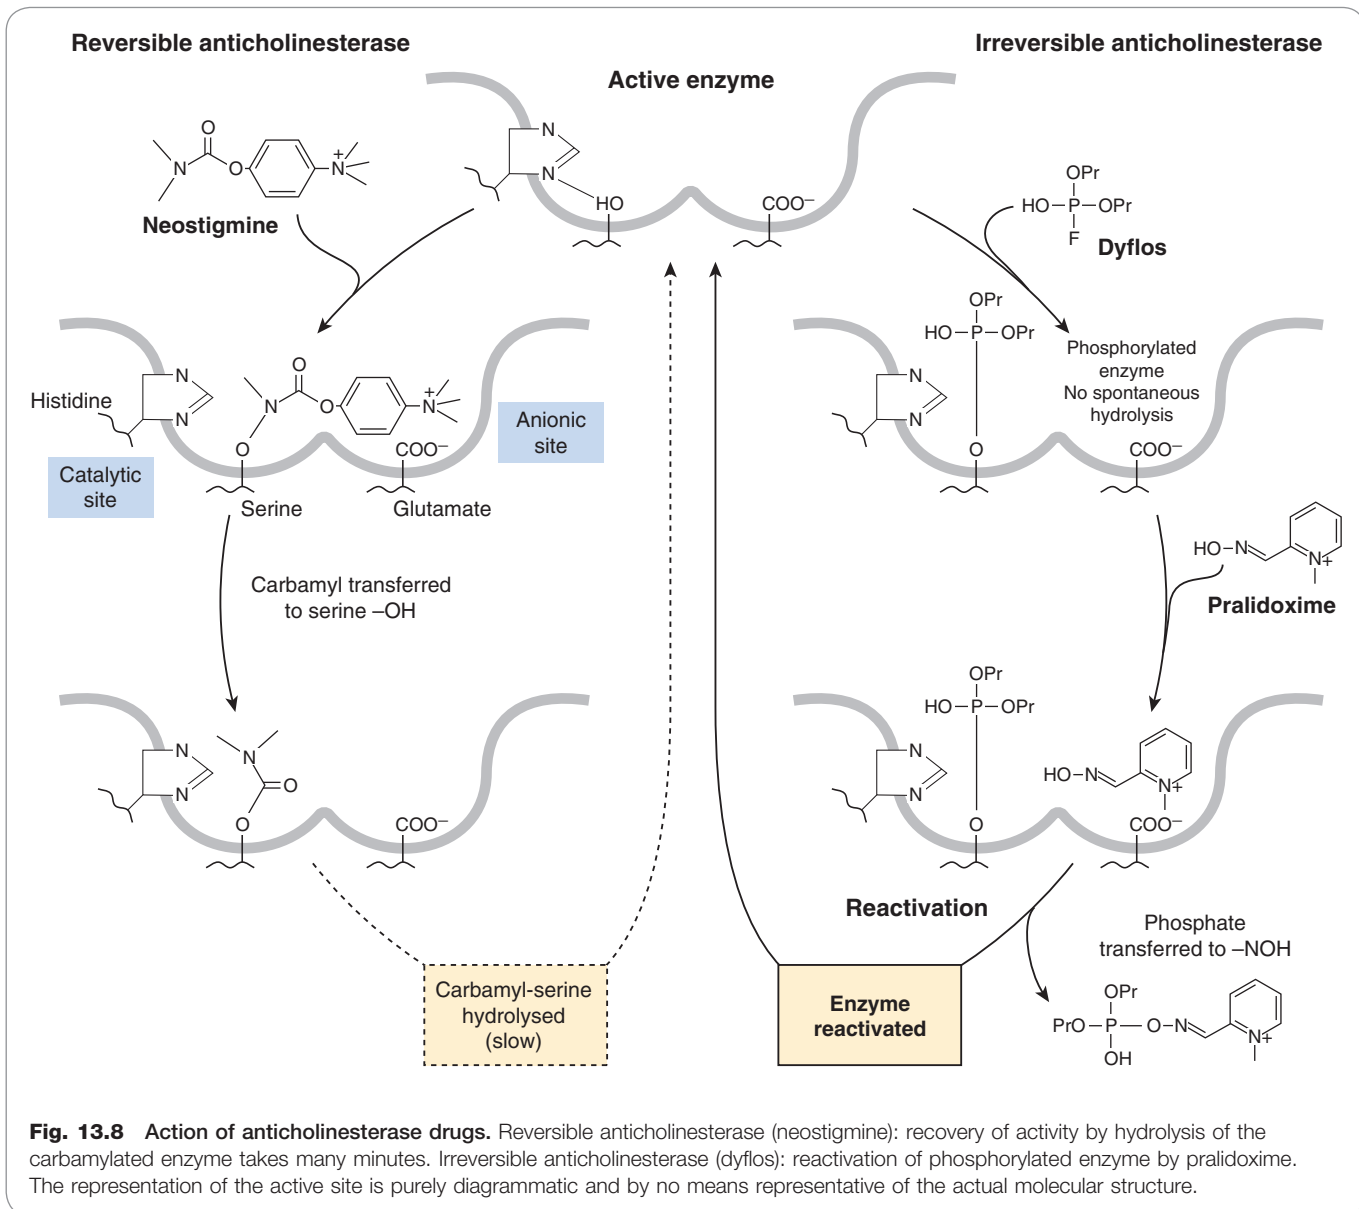 Reversible anticholinesterase
Irreversible anticholinesterase
Active enzyme
N
N
HO
COO–
O
N
O
N+
Neostigmine
OPr
HO–P–OPr
F
Dyflos
Histidine
N
N
O
N
O
N+
O
COO–
Catalytic
site
Anionic
site
Serine
Glutamate
OPr
HO–P–OPr
N
N
O
COO–
Phosphorylated
enzyme
No spontaneous
hydrolysis
Carbamyl transferred
to serine –OH
HO–N
N+
Pralidoxime
N
N
N
O
O
COO–
OPr
HO–P–OPr
N
N
O
HO–N
N+
COO–
Reactivation
Phosphate
transferred to –NOH
Carbamyl-serine
hydrolysed
(slow)
Enzyme
reactivated
OPr
PrO–P–O–N
OH
N+
Fig. 13.8 Action of anticholinesterase drugs. Reversible anticholinesterase (neostigmine): recovery of activity by hydrolysis of the
carbamylated enzyme takes many minutes. Irreversible anticholinesterase (dyflos): reactivation of phosphorylated enzyme by pralidoxime.
The representation of the active site is purely diagrammatic and by no means representative of the actual molecular structure.